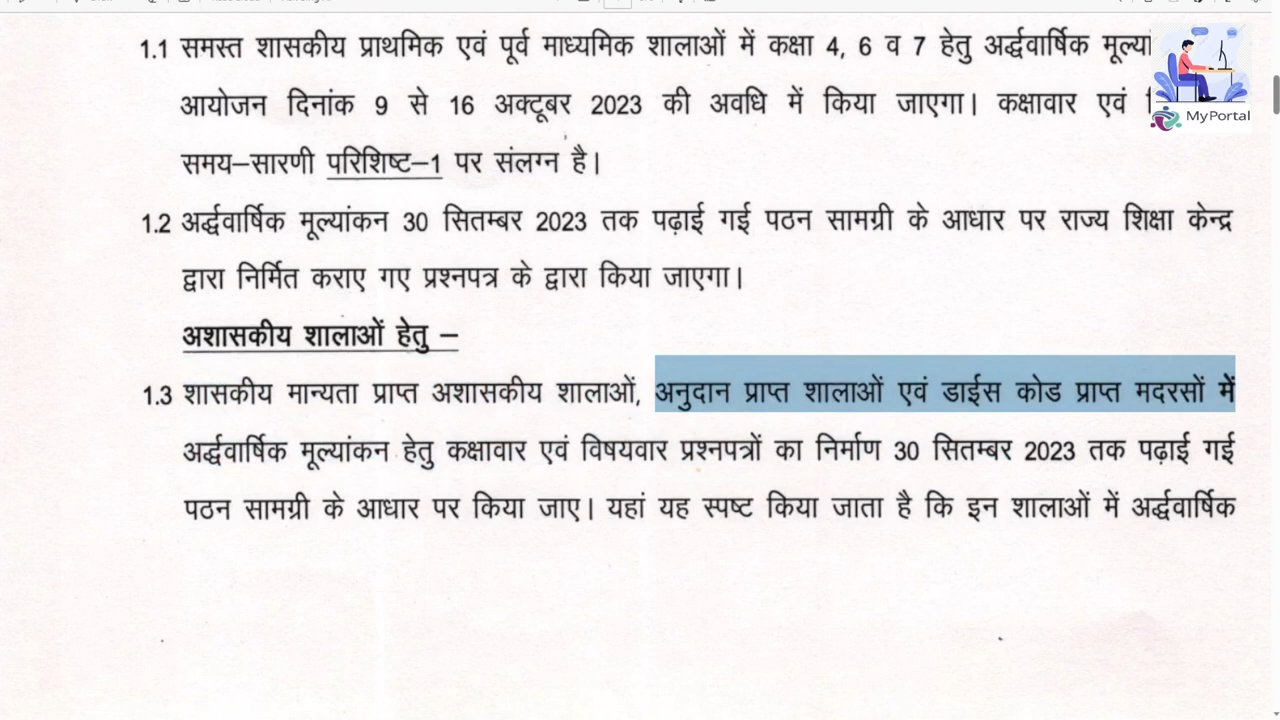 1.1 समस्त शासकीय प्राथमिक एवं पूर्व माध्यमिक शालाओं में कक्षा 4, 6 व 7 हेतु अर्द्धवार्षिक
आयोजन दिनांक 9 से 16 अक्टूबर 2023 की अवधि में किया जाएगा। कक्षावार एवं
MyPortal
समय–सारणी परिशिष्ट–1 पर संलग्न है।
1.2 अर्द्धवार्षिक मूल्यांकन 30 सितम्बर 2023 तक पढ़ाई गई पठन सामग्री के आधार पर राज्य शिक्षा केन्द्र
द्वारा निर्मित कराए गए प्रश्नपत्र के द्वारा किया जाएगा।
अशासकीय शालाओं हेतु –
1.3 शासकीय मान्यता प्राप्त अशासकीय शालाओं, अनुदान प्राप्त शालाओं एवं डाईस कोड प्राप्त मदरसों में
अर्द्धवार्षिक मूल्यांकन हेतु कक्षावार एवं विषयवार प्रश्नपत्रों का निर्माण 30 सितम्बर 2023 तक पढ़ाई गई
पठन सामग्री के आधार पर किया जाए। यहां यह स्पष्ट किया जाता है कि इन शालाओं में अर्द्धवार्षिक